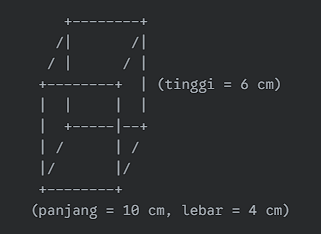 (tinggi = 6 cm)
(panjang = 10 cm, lebar = 4 cm)